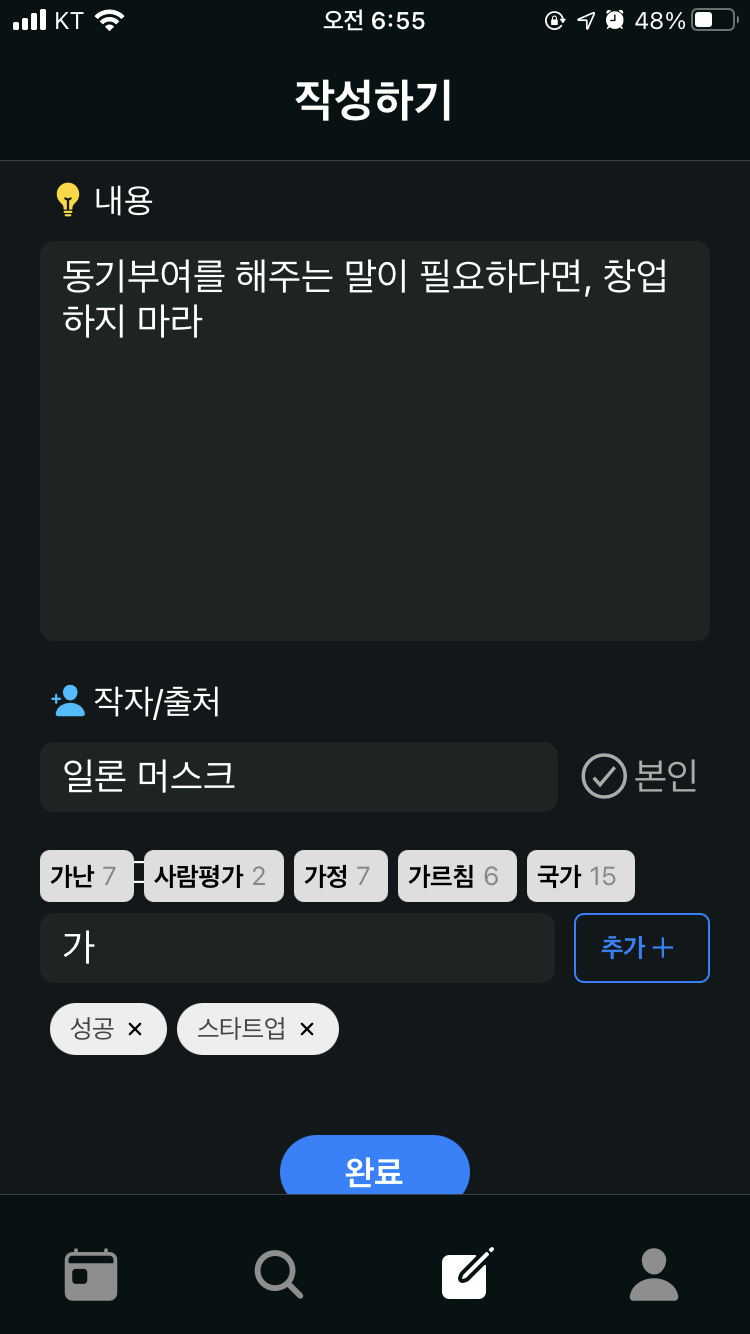 KT 오전 6:55 48%
작성하기
내용
동기부여를 해주는 말이 필요하다면, 창업
하지 마라
작자/출처
일론 머스크 본인
가난 7 사람평가 2 가정 7 가르침 6 국가 15
가 추가
성공 × 스타트업 ×
완료